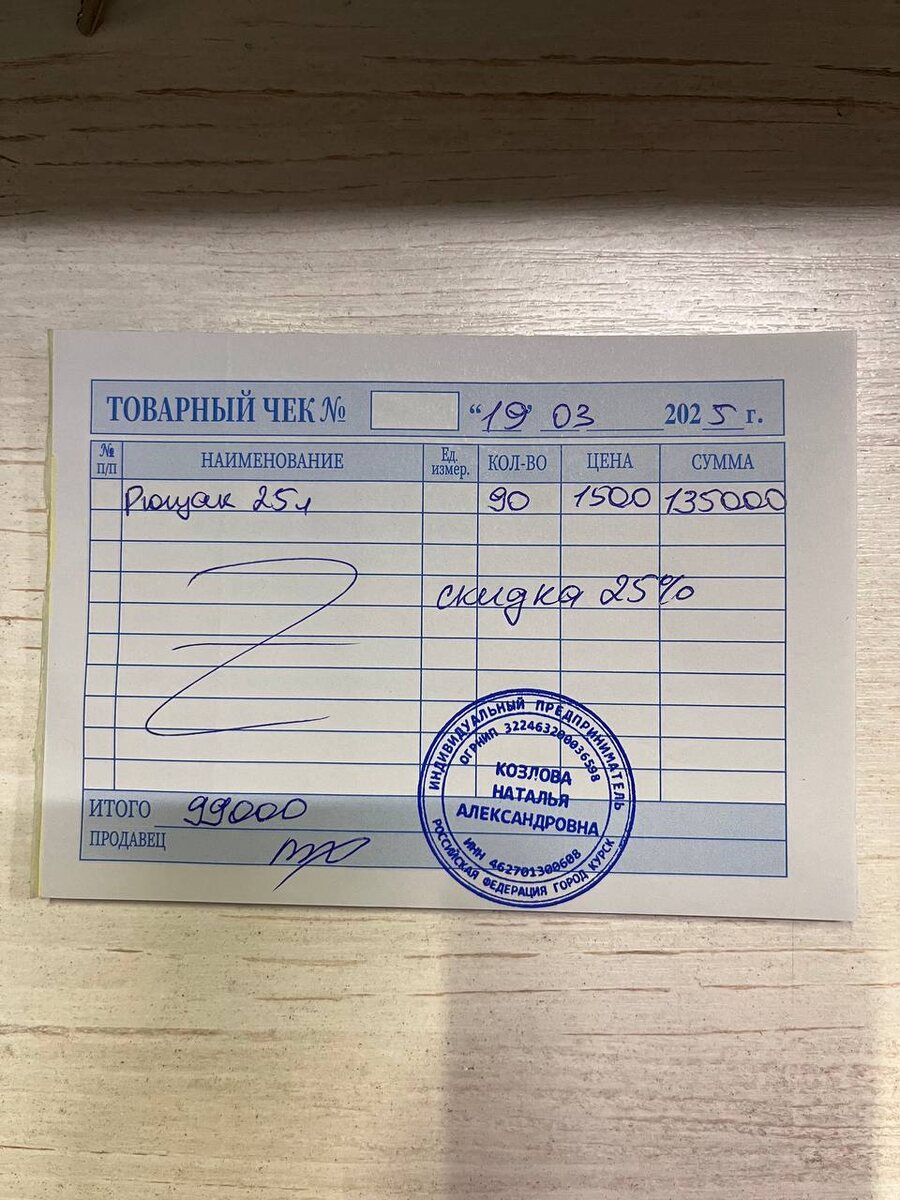 ТОВАРНЫЙ ЧЕК № “19” 03 2025 г.
№ п/п НАИМЕНОВАНИЕ Ед. измер. КОЛ-ВО ЦЕНА СУММА
Рюцзак 25л 90 1500 135000
скидка 25%
ИТОГО 99000
ПРОДАВЕЦ
ИНДИВИДУАЛЬНЫЙ ПРЕДПРИНИМАТЕЛЬ
ОГРНИП 322463200036598
КОЗЛОВА
НАТАЛЬЯ
АЛЕКСАНДРОВНА
ИНН 462701300608
РОССИЙСКАЯ ФЕДЕРАЦИЯ ГОРОД КУРСК